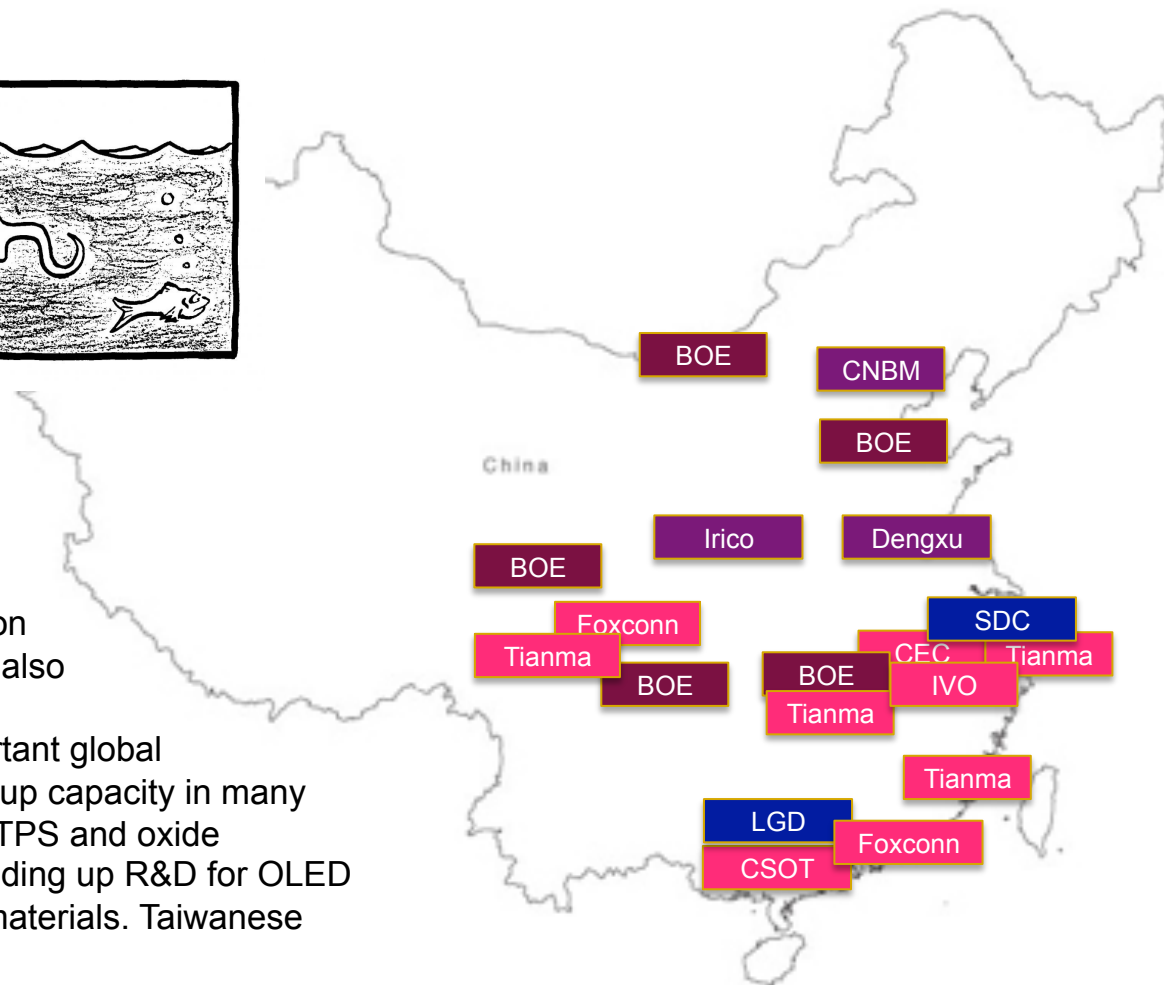 BOE
CNBM
BOE
China
Irico
Dengxu
BOE
SDC
Foxconn
CEC
Tianma
Tianma
BOE
BOE
IVO
Tianma
Tianma
LGD
Foxconn
CSOT
on
also
rtant global
up capacity in many
TPS and oxide
ding up R&D for OLED
materials. Taiwanese